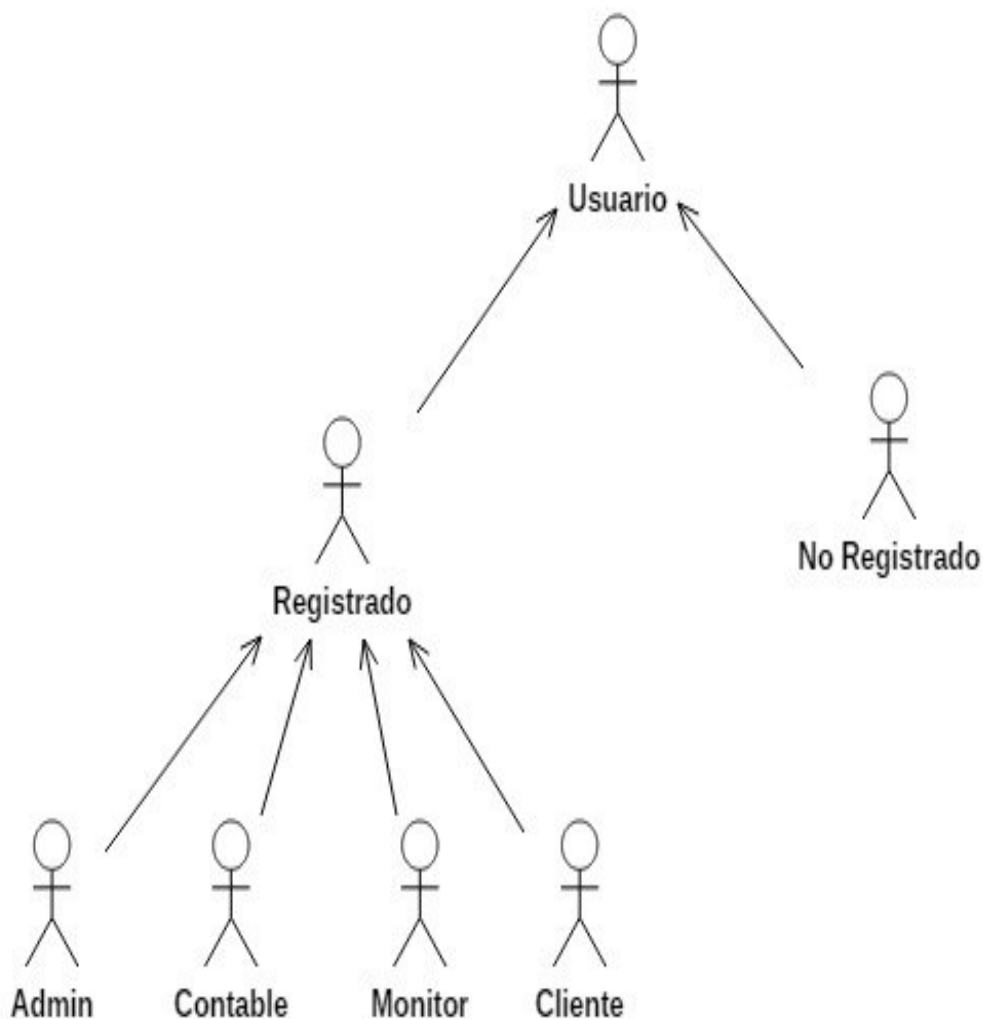 Usuario
No Registrado
Registrado
Admin
Contable
Monitor
Cliente